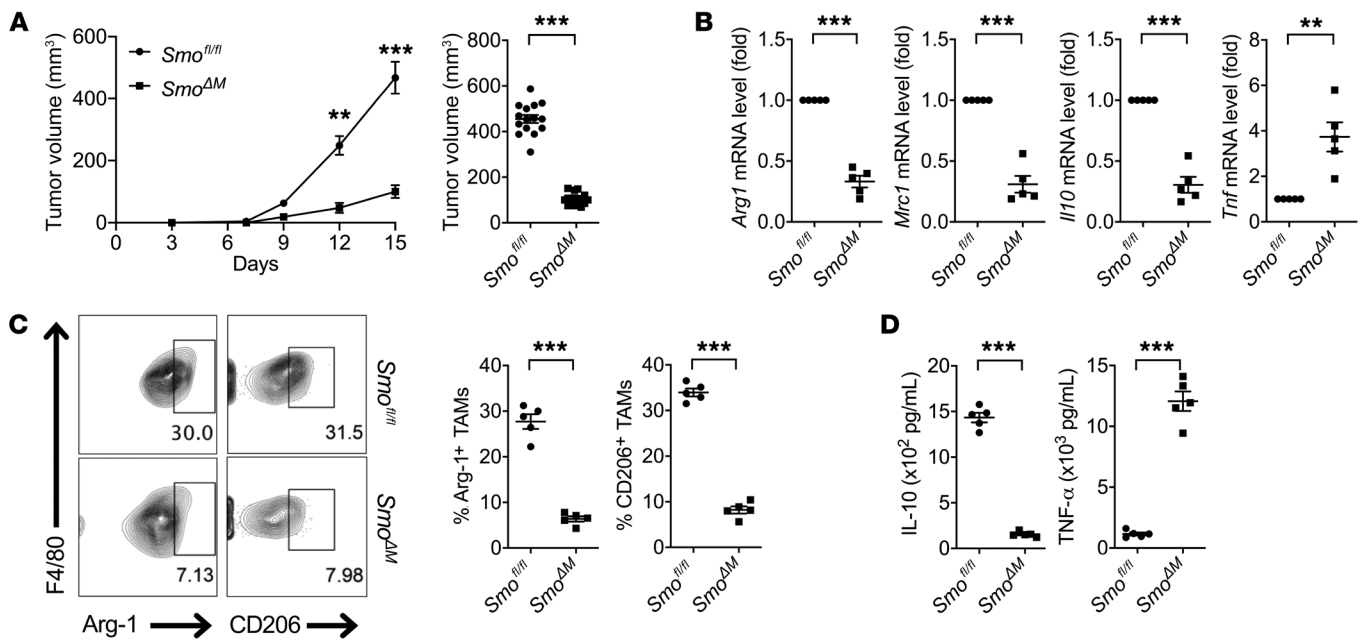 A
Tumor volume (mm³)
600
400
200
0
0 3 6 9 12 15
Days
Smo^fl/fl
Smo^ΔM
**
***
Tumor volume (mm³)
800
600
400
200
0
***
Smo^fl/fl
Smo^ΔM
B
Arg1 mRNA level (fold)
1.5
1.0
0.5
0.0
***
Smo^fl/fl
Smo^ΔM
Mrc1 mRNA level (fold)
1.5
1.0
0.5
0.0
***
Smo^fl/fl
Smo^ΔM
Il10 mRNA level (fold)
1.5
1.0
0.5
0.0
***
Smo^fl/fl
Smo^ΔM
Tnf mRNA level (fold)
8
6
4
2
0
**
Smo^fl/fl
Smo^ΔM
C
F4/80
30.0
31.5
Smo^fl/fl
7.13
7.98
Smo^ΔM
Arg-1
CD206
% Arg-1⁺ TAMs
40
30
20
10
0
***
Smo^fl/fl
Smo^ΔM
% CD206⁺ TAMs
40
30
20
10
0
***
Smo^fl/fl
Smo^ΔM
D
IL-10 (x10² pg/mL)
20
15
10
5
0
***
Smo^fl/fl
Smo^ΔM
TNF-α (x10³ pg/mL)
15
10
5
0
***
Smo^fl/fl
Smo^ΔM